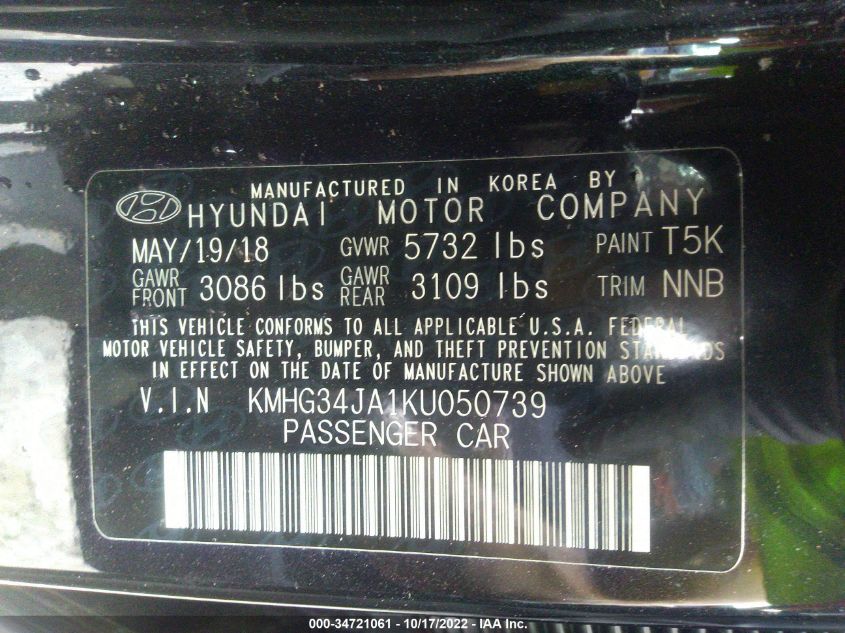 MANUFACTURED IN KOREA BY
HYUNDAI MOTOR COMPANY
MAY/19/18 GVWR 5732 lbs PAINT T5K
GAWR FRONT 3086 lbs GAWR REAR 3109 lbs TRIM NNB
THIS VEHICLE CONFORMS TO ALL APPLICABLE U.S.A. FEDERAL
MOTOR VEHICLE SAFETY, BUMPER, AND THEFT PREVENTION STANDARDS
IN EFFECT ON THE DATE OF MANUFACTURE SHOWN ABOVE
V.I.N KMHG34JA1KU050739
PASSENGER CAR
000-34721061 - 10/17/2022 - IAA Inc.